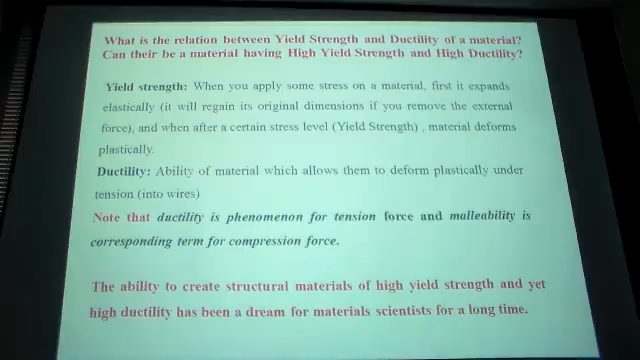 What is the relation between Yield Strength and Ductility of a material?
Can their be a material having High Yield Strength and High Ductility?
Yield strength: When you apply some stress on a material, first it expands
elastically (it will regain its original dimensions if you remove the external
force), and when after a certain stress level (Yield Strength) , material deforms
plastically.
Ductility: Ability of material which allows them to deform plastically under
tension (into wires)
Note that ductility is phenomenon for tension force and malleability is
corresponding term for compression force.
The ability to create structural materials of high yield strength and yet
high ductility has been a dream for materials scientists for a long time.